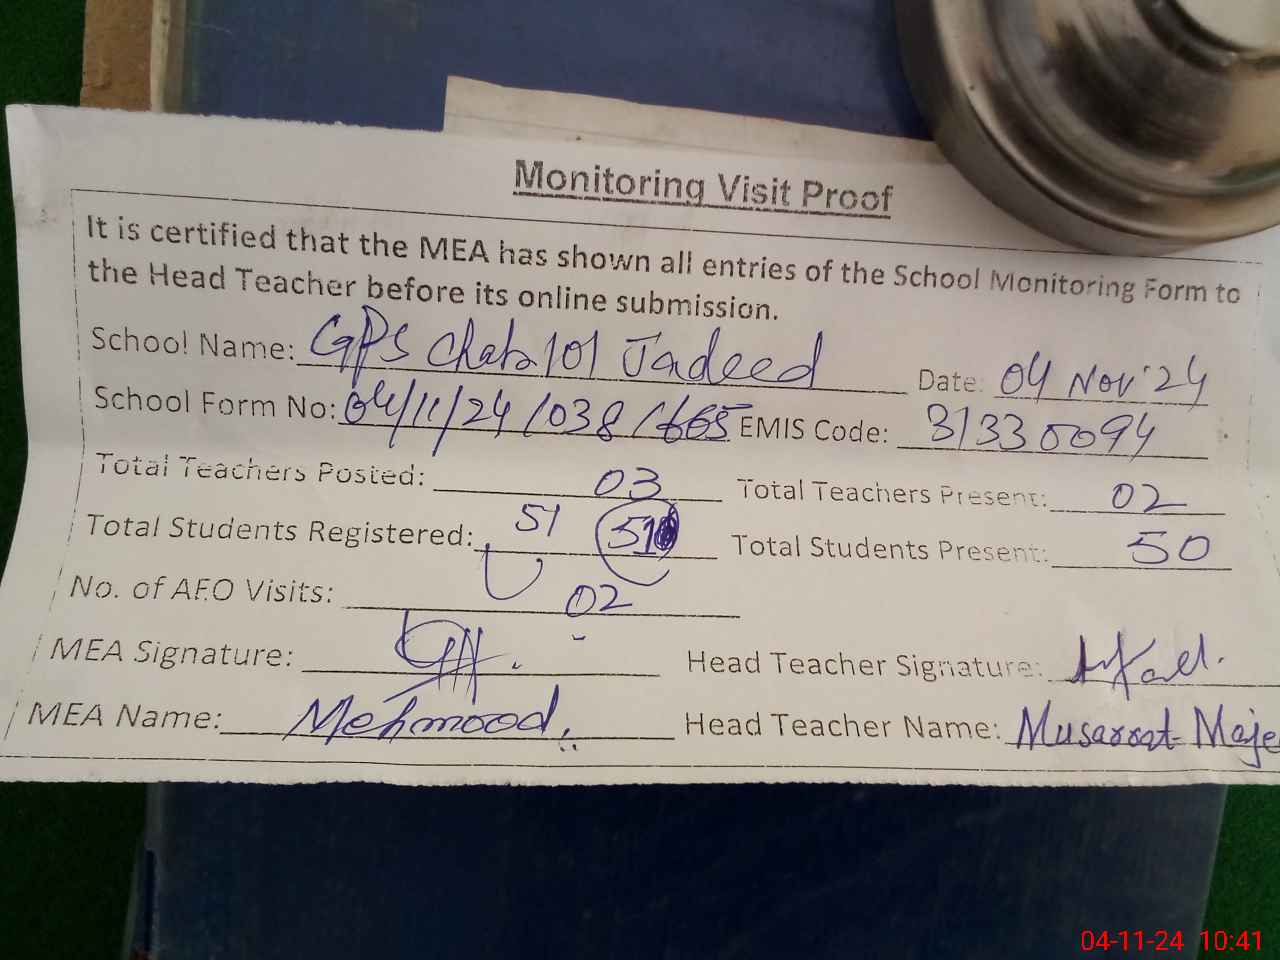 Monitoring Visit Proof
It is certified that the MEA has shown all entries of the School Monitoring Form to
the Head Teacher before its online submission.
School Name: GPS Chak 101 Jadeed Date: 04 Nov'24
School Form No: 04/11/24/038/665 EMIS Code: 31330094
Total Teachers Posted: 03 Total Teachers Present: 02
Total Students Registered: 51 51 Total Students Present: 50
No. of AEO Visits: 02
MEA Signature: Head Teacher Signature:
MEA Name: Mehmood. Head Teacher Name: Musarrat Maje
04-11-24 10:41